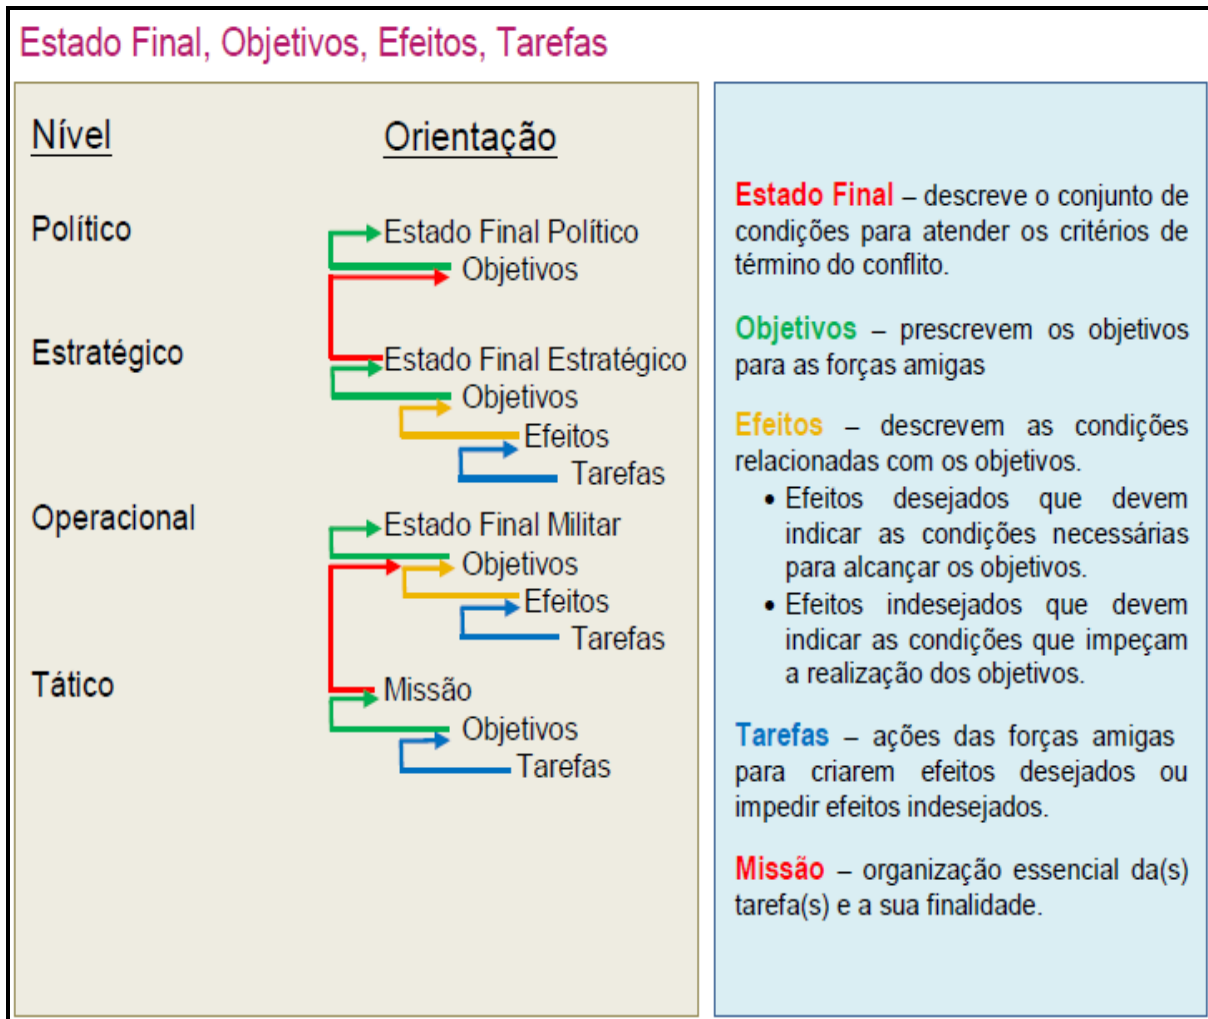 Estado Final, Objetivos, Efeitos, Tarefas
Nível
Orientação
Político
Estado Final Político
Objetivos
Estratégico
Estado Final Estratégico
Objetivos
Efeitos
Tarefas
Operacional
Estado Final Militar
Objetivos
Efeitos
Tarefas
Tático
Missão
Objetivos
Tarefas
Estado Final – descreve o conjunto de
condições para atender os critérios de
término do conflito.
Objetivos – prescrevem os objetivos
para as forças amigas
Efeitos – descrevem as condições
relacionadas com os objetivos.
• Efeitos desejados que devem
indicar as condições necessárias
para alcançar os objetivos.
• Efeitos indesejados que devem
indicar as condições que impeçam
a realização dos objetivos.
Tarefas – ações das forças amigas
para criarem efeitos desejados ou
impedir efeitos indesejados.
Missão – organização essencial da(s)
tarefa(s) e a sua finalidade.